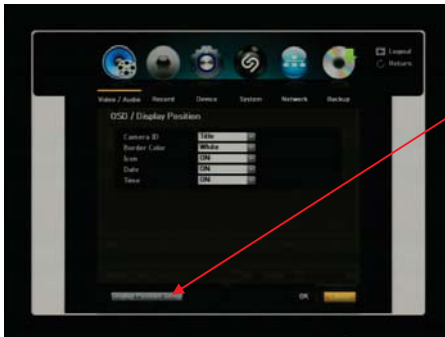 Layout
Return
Video / Audio Record Device System Network Backup
OSD / Display Position
Camera ID Title
Border Color White
Icon ON
Date ON
Time ON
Display Position Setup
OK